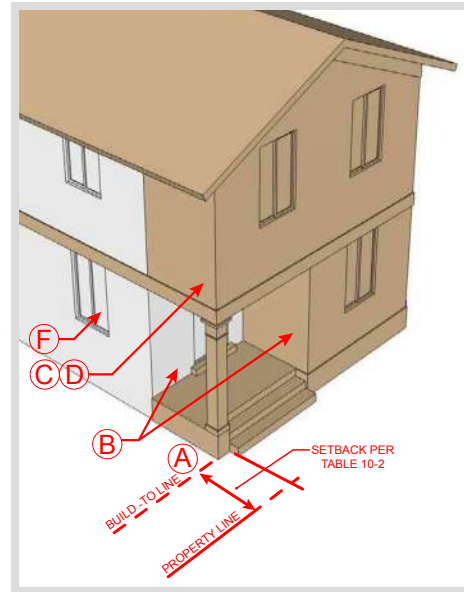 F
C D
B
A
SETBACK PER
TABLE 10-2
BUILD-TO LINE
PROPERTY LINE